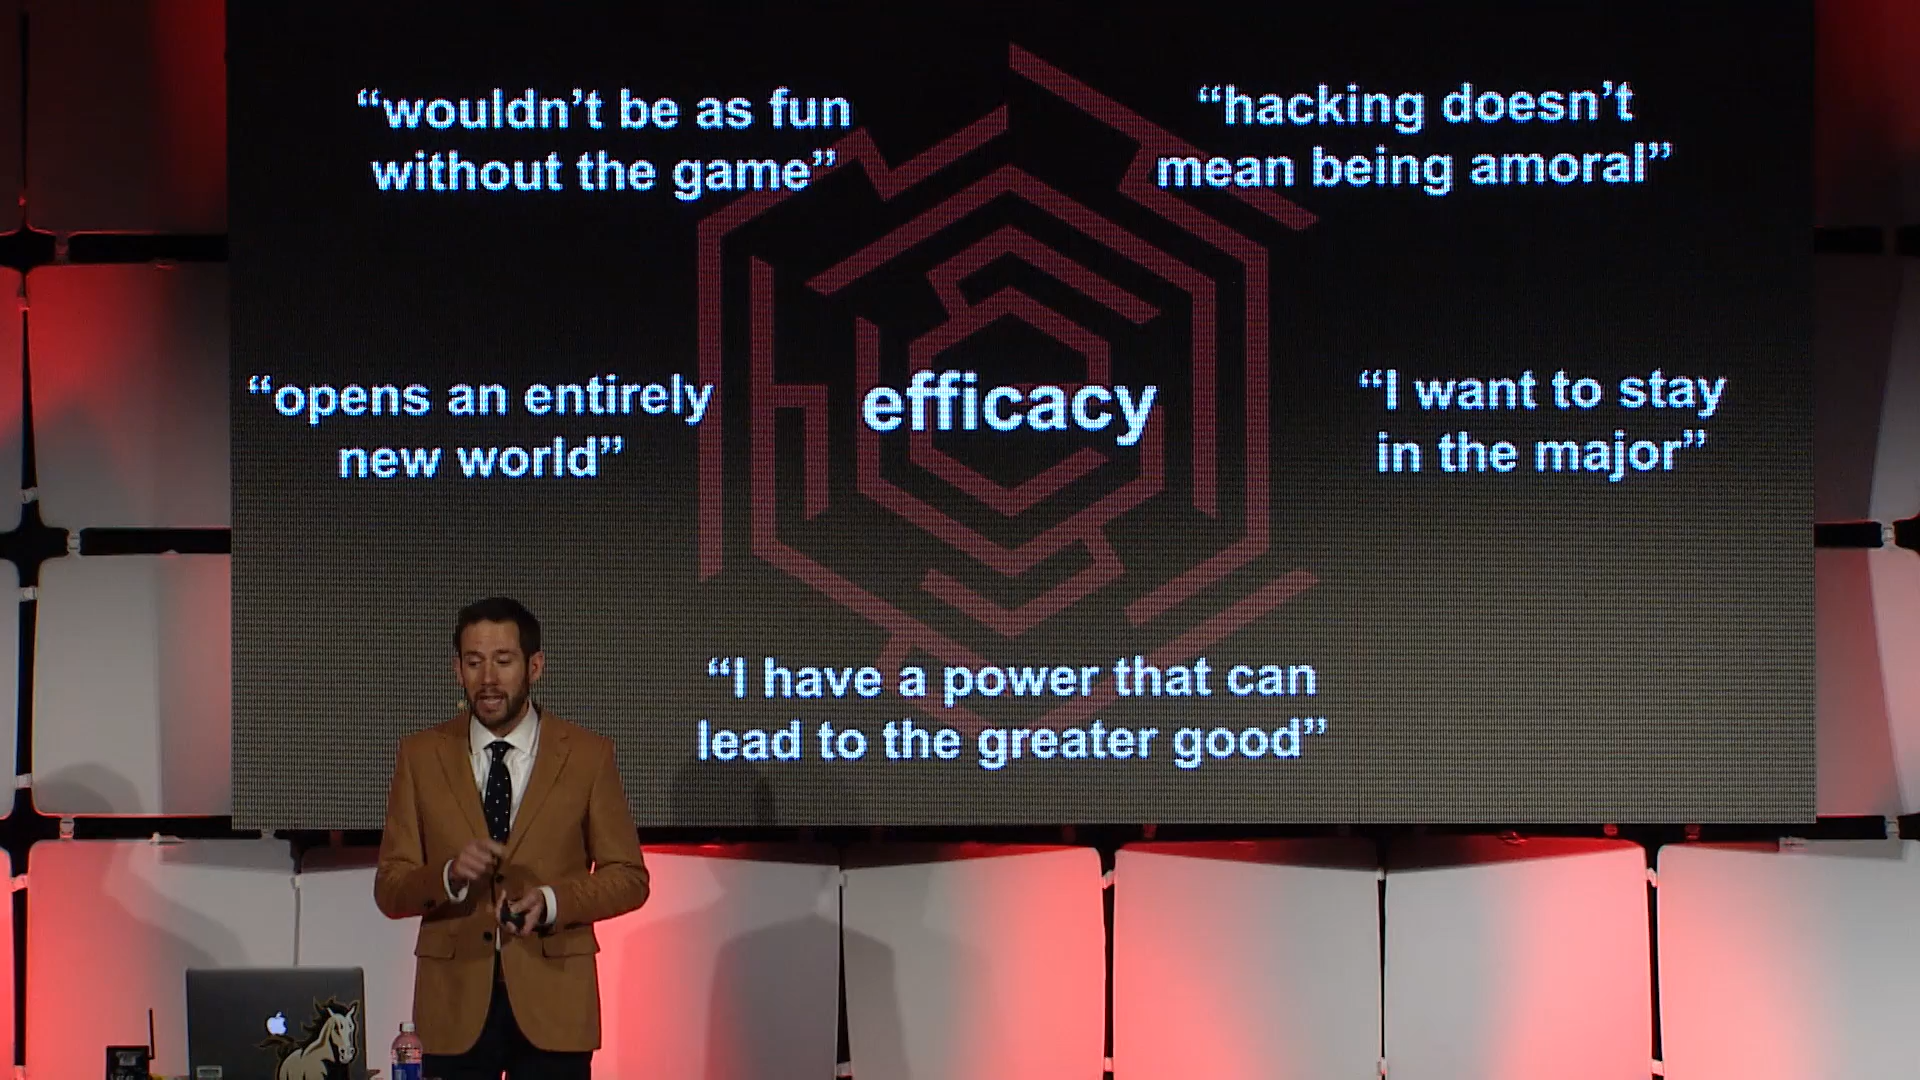 “wouldn’t be as fun
without the game”
“hacking doesn’t
mean being amoral”
“opens an entirely
new world”
efficacy
“I want to stay
in the major”
“I have a power that can
lead to the greater good”